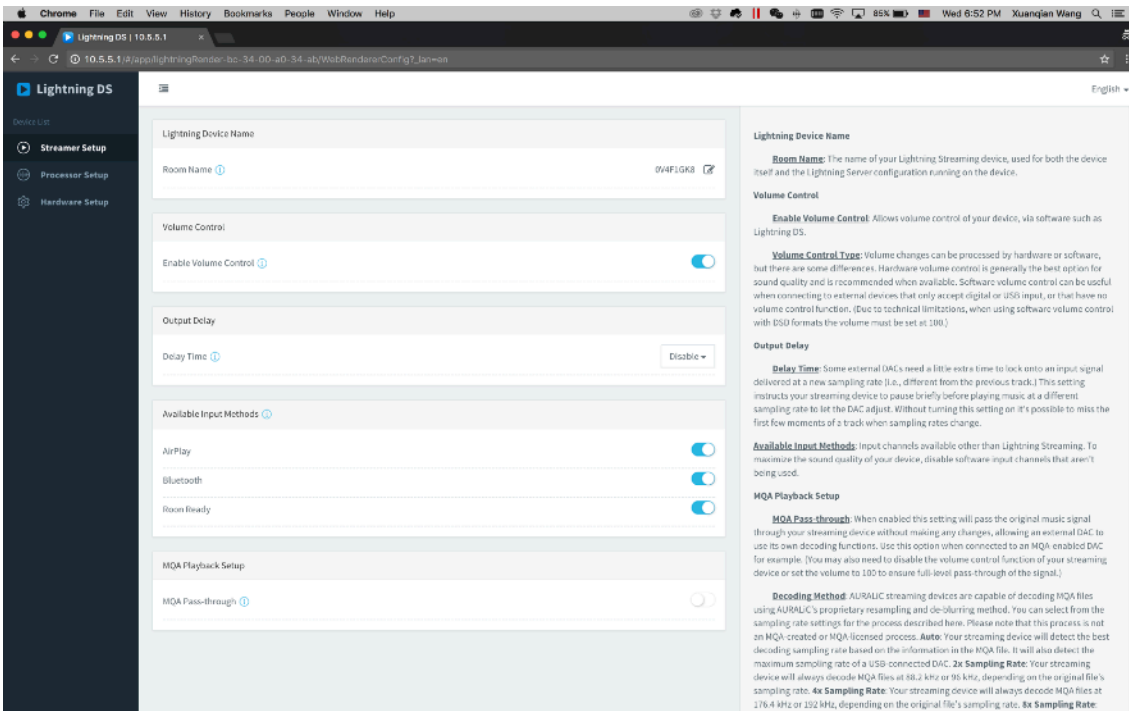 Chrome File Edit View History Bookmarks People Window Help
85% Wed 6:52 PM Xuanqian Wang
Lightning DS | 10.5.5.1
10.5.5.1/#/app/lightningRender-bc-34-00-a0-34-ab/WebRendererConfig?_lan=en
Lightning DS
English
Device List
Streamer Setup
Processor Setup
Hardware Setup
Lightning Device Name
Room Name 0V4F1GK8
Volume Control
Enable Volume Control
Output Delay
Delay Time Disable
Available Input Methods
AirPlay
Bluetooth
Roon Ready
MQA Playback Setup
MQA Pass-through
Lightning Device Name
Room Name: The name of your Lightning Streaming device, used for both the device
itself and the Lightning Server configuration running on the device.
Volume Control
Enable Volume Control: Allows volume control of your device, via software such as
Lightning DS.
Volume Control Type: Volume changes can be processed by hardware or software,
but there are some differences. Hardware volume control is generally the best option for
sound quality and is recommended when available. Software volume control can be useful
when connecting to external devices that only accept digital or USB input, or that have no
volume control function. (Due to technical limitations, when using software volume control
with DSD formats the volume must be set at 100.)
Output Delay
Delay Time: Some external DACs need a little extra time to lock onto an input signal
delivered at a new sampling rate (i.e., different from the previous track.) This setting
instructs your streaming device to pause briefly before playing music at a different
sampling rate to let the DAC adjust. Without turning this setting on it's possible to miss the
first few moments of a track when sampling rates change.
Available Input Methods: Input channels available other than Lightning Streaming. To
maximize the sound quality of your device, disable software input channels that aren't
being used.
MQA Playback Setup
MQA Pass-through: When enabled this setting will pass the original music signal
through your streaming device without making any changes, allowing an external DAC to
use its own decoding functions. Use this option when connected to an MQA-enabled DAC
for example. (You may also need to disable the volume control function of your streaming
device or set the volume to 100 to ensure full-level pass-through of the signal.)
Decoding Method: AURALiC streaming devices are capable of decoding MQA files
using AURALiC's proprietary resampling and de-blurring method. You can select from the
sampling rate settings for the process described here. Please note that this process is not
an MQA-created or MQA-licensed process. Auto: Your streaming device will detect the best
decoding sampling rate based on the information in the MQA file. It will also detect the
maximum sampling rate of a USB-connected DAC. 2x Sampling Rate: Your streaming
device will always decode MQA files at 88.2 kHz or 96 kHz, depending on the original file's
sampling rate. 4x Sampling Rate: Your streaming device will always decode MQA files at
176.4 kHz or 192 kHz, depending on the original file's sampling rate. 8x Sampling Rate: